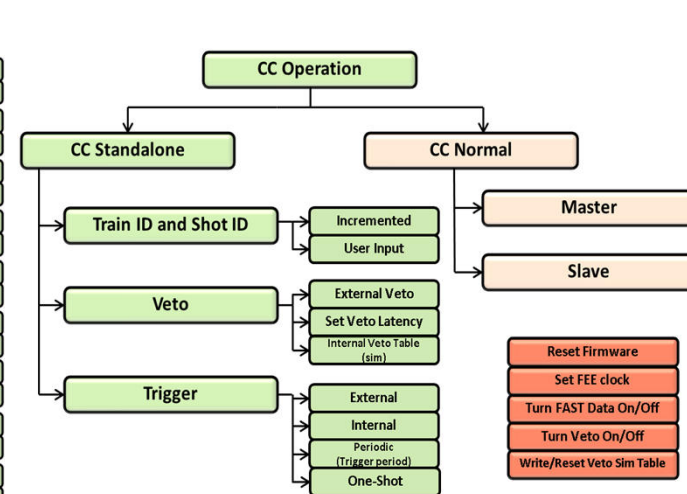 CC Operation
CC Standalone
CC Normal
Train ID and Shot ID
Incremented
User Input
Master
Slave
Veto
External Veto
Set Veto Latency
Internal Veto Table
(sim)
Trigger
External
Internal
Periodic
(Trigger period)
One-Shot
Reset Firmware
Set FEE clock
Turn FAST Data On/Off
Turn Veto On/Off
Write/Reset Veto Sim Table